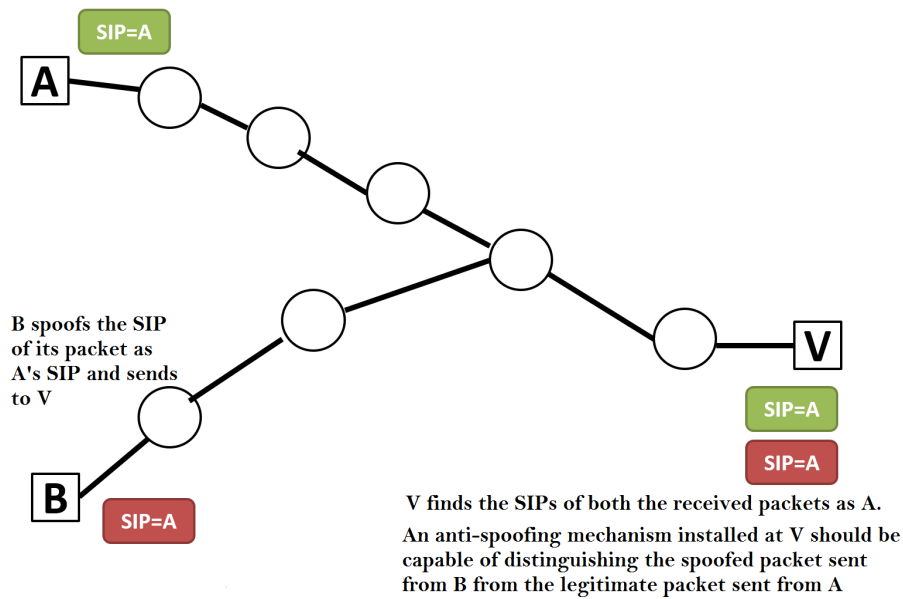 SIP=A
A
B spoofs the SIP
of its packet as
A's SIP and sends
to V
V
SIP=A
SIP=A
B
SIP=A
V finds the SIPs of both the received packets as A.
An anti-spoofing mechanism installed at V should be
capable of distinguishing the spoofed packet sent
from B from the legitimate packet sent from A